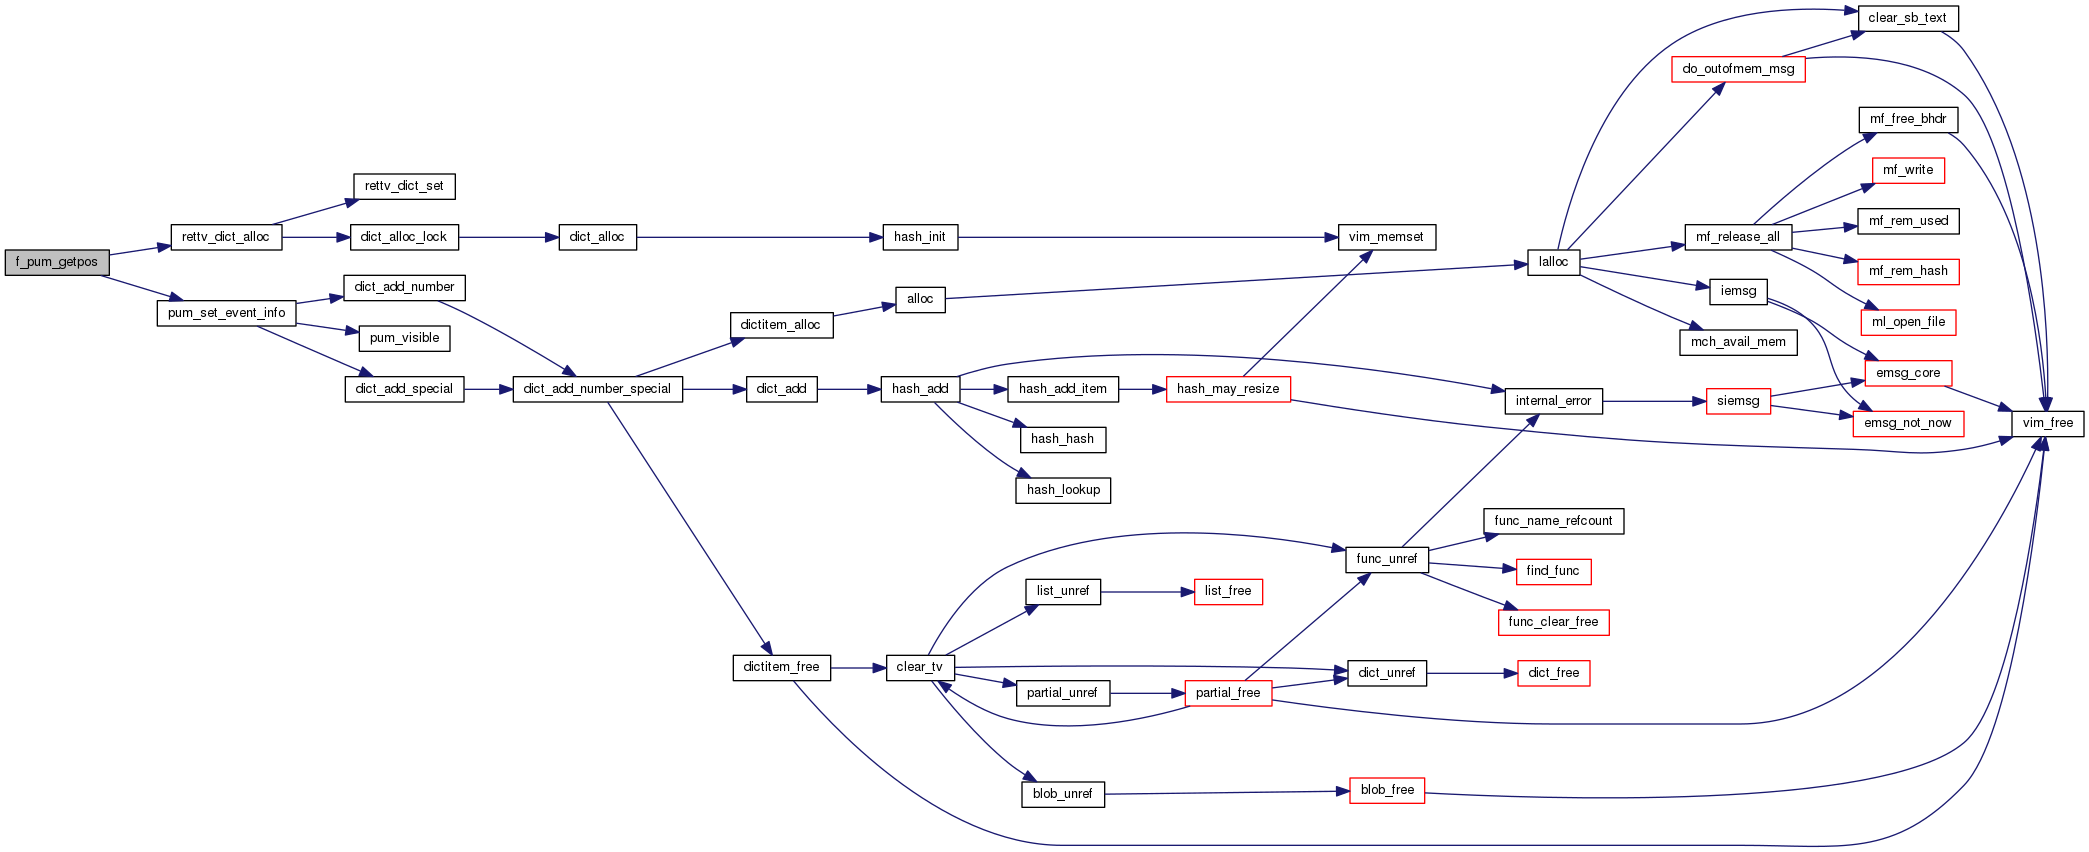 f_pum_getpos
rettv_dict_alloc
rettv_dict_set
dict_alloc_lock
dict_alloc
hash_init
vim_memset
pum_set_event_info
dict_add_number
pum_visible
dict_add_special
dict_add_number_special
dictitem_alloc
alloc
lalloc
clear_sb_text
do_outofmem_msg
mf_release_all
mf_free_bhdr
mf_write
mf_rem_used
mf_rem_hash
ml_open_file
iemsg
mch_avail_mem
emsg_core
emsg_not_now
vim_free
dict_add
hash_add
hash_add_item
hash_may_resize
hash_hash
hash_lookup
internal_error
siemsg
dictitem_free
clear_tv
list_unref
list_free
partial_unref
partial_free
blob_unref
blob_free
func_unref
func_name_refcount
find_func
func_clear_free
dict_unref
dict_free